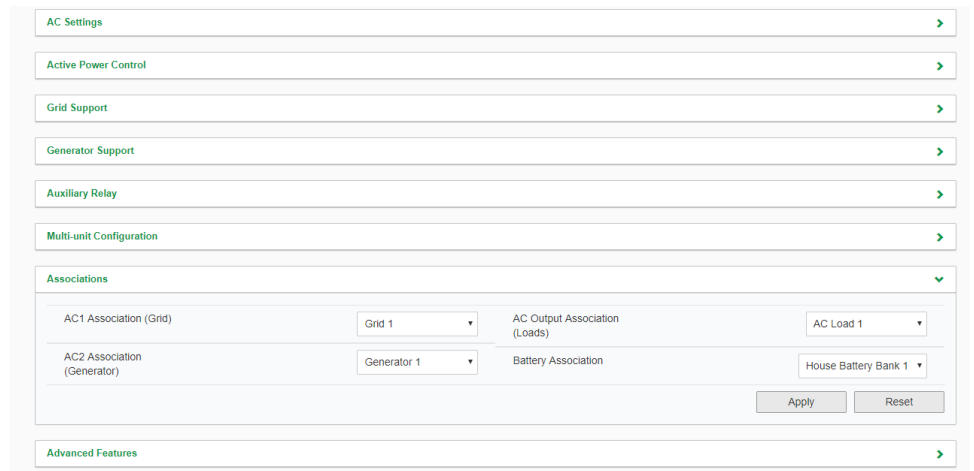 AC Settings
Active Power Control
Grid Support
Generator Support
Auxiliary Relay
Multi-unit Configuration
Associations
AC1 Association (Grid)
Grid 1
AC Output Association
(Loads)
AC Load 1
AC2 Association
(Generator)
Generator 1
Battery Association
House Battery Bank 1
Apply
Reset
Advanced Features